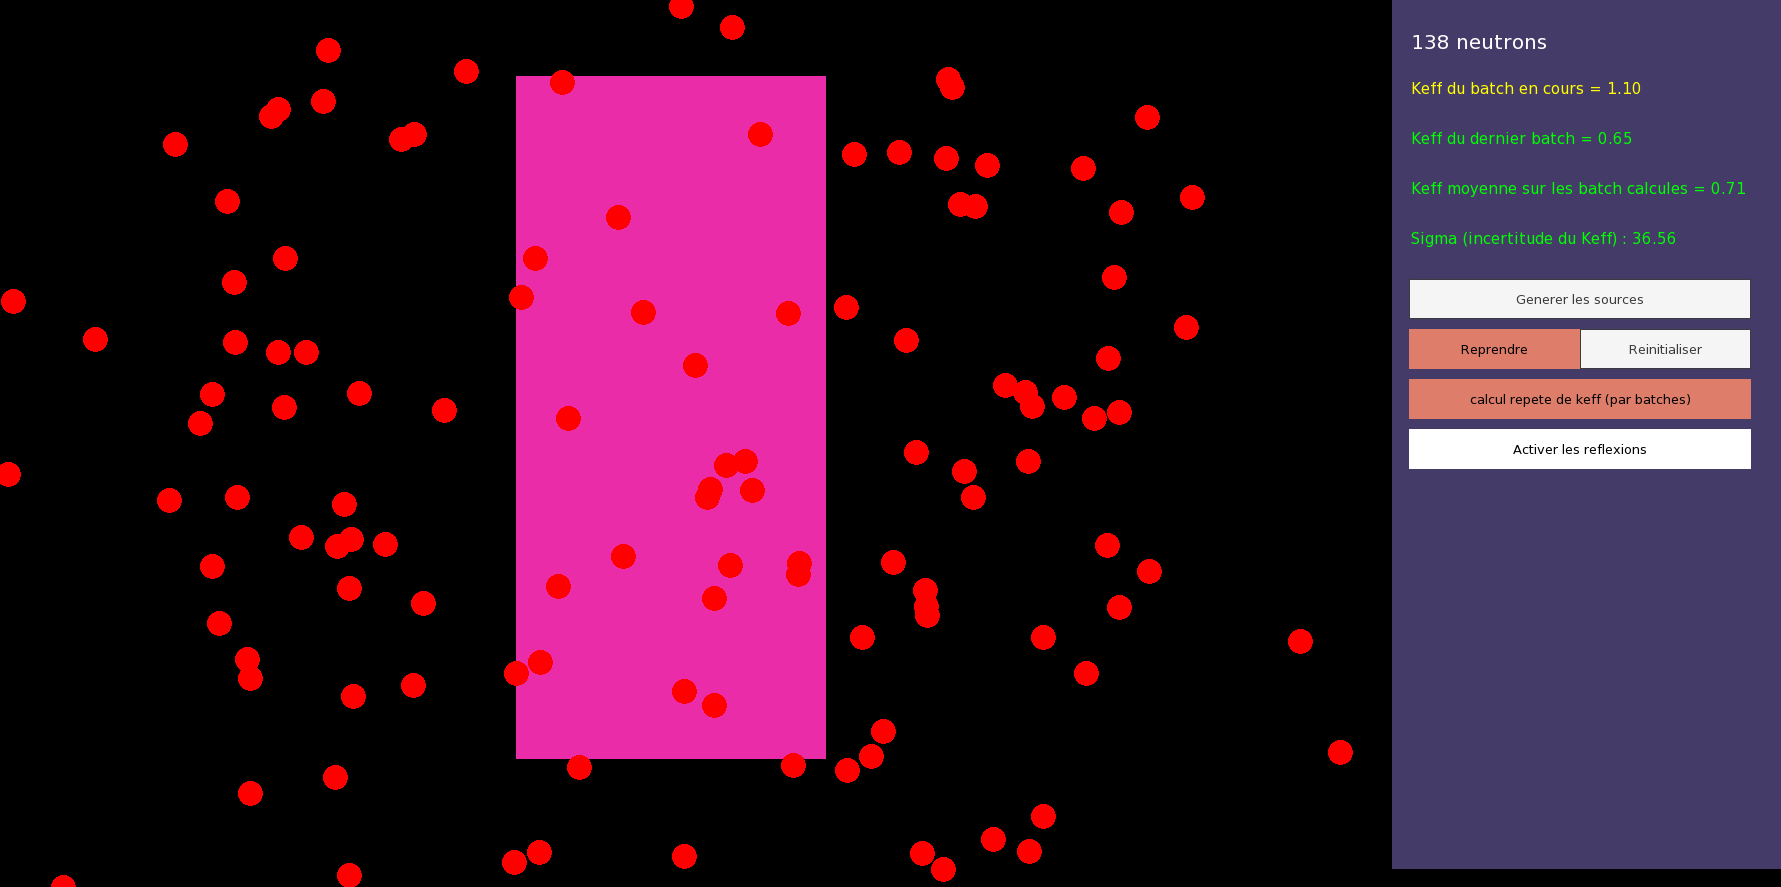 138 neutrons
Keff du batch en cours = 1.10
Keff du dernier batch = 0.65
Keff moyenne sur les batch calcules = 0.71
Sigma (incertitude du Keff) : 36.56
Generer les sources
Reprendre Reinitialiser
calcul repete de keff (par batches)
Activer les reflexions